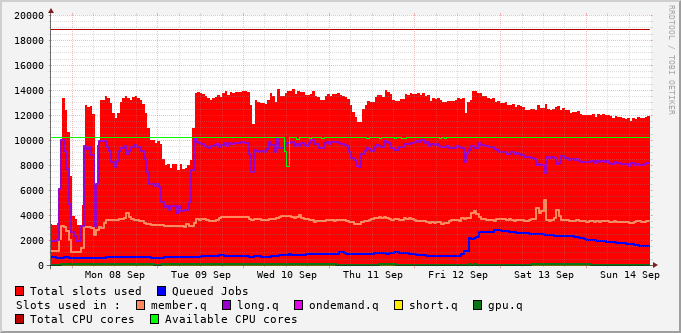 20000
18000
16000
14000
12000
10000
8000
6000
4000
2000
0
Mon 08 Sep Tue 09 Sep Wed 10 Sep Thu 11 Sep Fri 12 Sep Sat 13 Sep Sun 14 Sep
RRDTOOL / TOBI OETIKER
Total slots used Queued Jobs
Slots used in : member.q long.q ondemand.q short.q gpu.q
Total CPU cores Available CPU cores